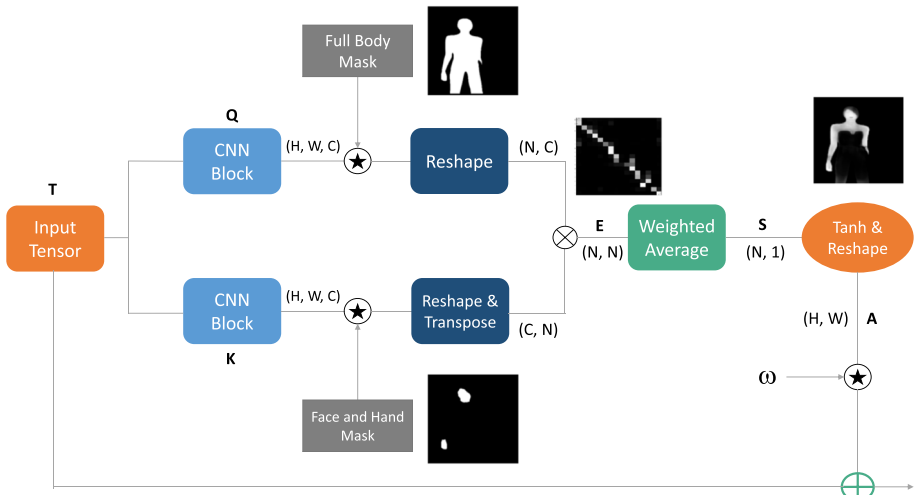 Full Body
Mask
Q
CNN
Block
(H, W, C)
Reshape
(N, C)
T
Input
Tensor
E
(N, N)
Weighted
Average
S
(N, 1)
Tanh &
Reshape
CNN
Block
K
(H, W, C)
Reshape &
Transpose
(C, N)
(H, W)
A
ω
Face and Hand
Mask